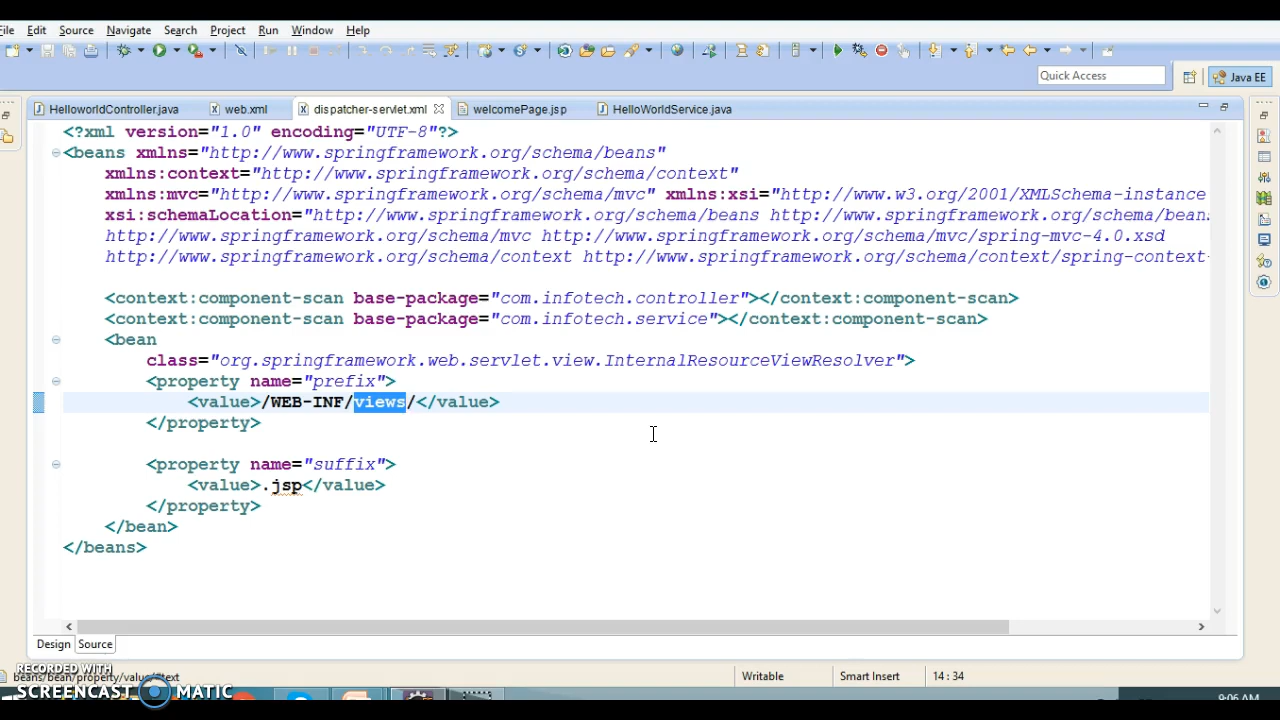 File Edit Source Navigate Search Project Run Window Help
Quick Access
Java EE
HelloworldController.java web.xml dispatcher-servlet.xml welcomePage.jsp HelloWorldService.java
<?xml version="1.0" encoding="UTF-8"?>
<beans xmlns="http://www.springframework.org/schema/beans"
xmlns:context="http://www.springframework.org/schema/context"
xmlns:mvc="http://www.springframework.org/schema/mvc" xmlns:xsi="http://www.w3.org/2001/XMLSchema-instance
xsi:schemaLocation="http://www.springframework.org/schema/beans http://www.springframework.org/schema/beans
http://www.springframework.org/schema/mvc http://www.springframework.org/schema/mvc/spring-mvc-4.0.xsd
http://www.springframework.org/schema/context http://www.springframework.org/schema/context/spring-context-
<context:component-scan base-package="com.infotech.controller"></context:component-scan>
<context:component-scan base-package="com.infotech.service"></context:component-scan>
<bean
class="org.springframework.web.servlet.view.InternalResourceViewResolver">
<property name="prefix">
<value>/WEB-INF/views/</value>
</property>
<property name="suffix">
<value>.jsp</value>
</property>
</bean>
</beans>
Design Source
RECORDED WITH
beans/bean/property/value/#text
Writable Smart Insert 14:34
SCREENCAST MATIC
9:06 AM